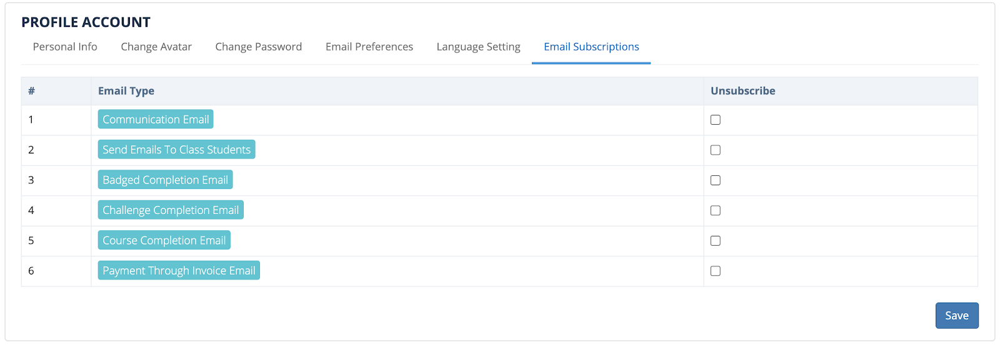 PROFILE ACCOUNT
Personal Info Change Avatar Change Password Email Preferences Language Setting Email Subscriptions
# Email Type Unsubscribe
1 Communication Email
2 Send Emails To Class Students
3 Badged Completion Email
4 Challenge Completion Email
5 Course Completion Email
6 Payment Through Invoice Email
Save